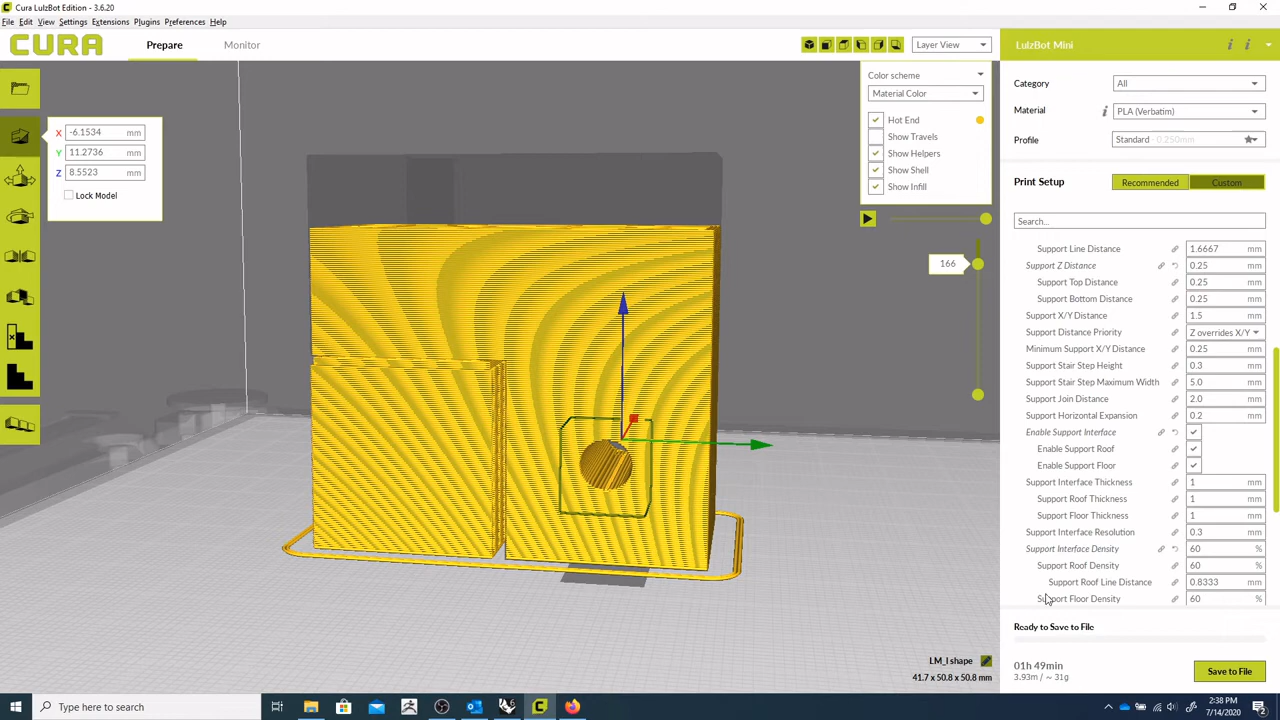 Cura LulzBot Edition - 3.6.20
File Edit View Settings Extensions Plugins Preferences Help
CURA
Prepare
Monitor
Layer View
LulzBot Mini
X -6.1534 mm
Y 11.2736 mm
Z 8.5523 mm
Lock Model
Color scheme
Material Color
Hot End
Show Travels
Show Helpers
Show Shell
Show Infill
166
Category All
Material PLA (Verbatim)
Profile Standard - 0.250mm
Print Setup Recommended Custom
Search...
Support Line Distance 1.6667 mm
Support Z Distance 0.25 mm
Support Top Distance 0.25 mm
Support Bottom Distance 0.25 mm
Support X/Y Distance 1.5 mm
Support Distance Priority Z overrides X/Y
Minimum Support X/Y Distance 0.25 mm
Support Stair Step Height 0.3 mm
Support Stair Step Maximum Width 5.0 mm
Support Join Distance 2.0 mm
Support Horizontal Expansion 0.2 mm
Enable Support Interface
Enable Support Roof
Enable Support Floor
Support Interface Thickness 1 mm
Support Roof Thickness 1 mm
Support Floor Thickness 1 mm
Support Interface Resolution 0.3 mm
Support Interface Density 60 %
Support Roof Density 60 %
Support Roof Line Distance 0.8333 mm
Support Floor Density 60 %
Ready to Save to File
01h 49min
3.93m / ~ 31g
Save to File
LM_I shape
41.7 x 50.8 x 50.8 mm
Type here to search
2:38 PM
7/14/2020
2